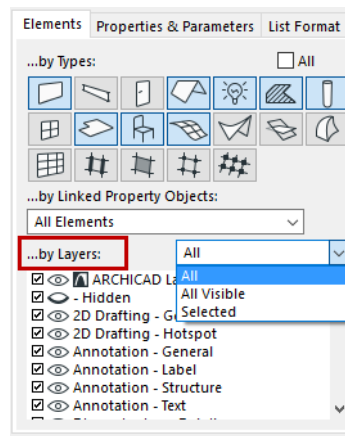 Elements Properties & Parameters List Format
...by Types: All
...by Linked Property Objects:
All Elements
...by Layers: All
All
All Visible
Selected
ARCHICAD La
- Hidden
2D Drafting - G
2D Drafting - Hotspot
Annotation - General
Annotation - Label
Annotation - Structure
Annotation - Text